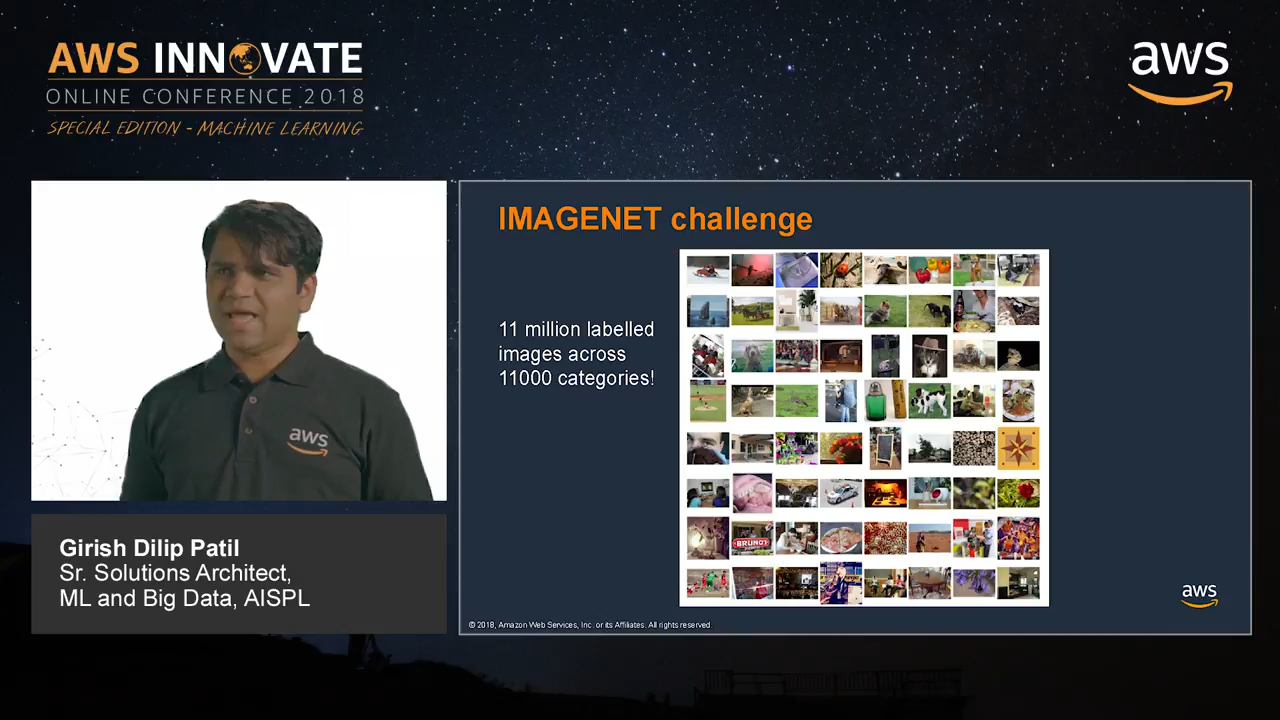 AWS INNOVATE
ONLINE CONFERENCE 2018
SPECIAL EDITION - MACHINE LEARNING
aws
aws
Girish Dilip Patil
Sr. Solutions Architect,
ML and Big Data, AISPL
IMAGENET challenge
11 million labelled
images across
11000 categories!
BRUNOT
aws
© 2018, Amazon Web Services, Inc. or its Affiliates. All rights reserved.